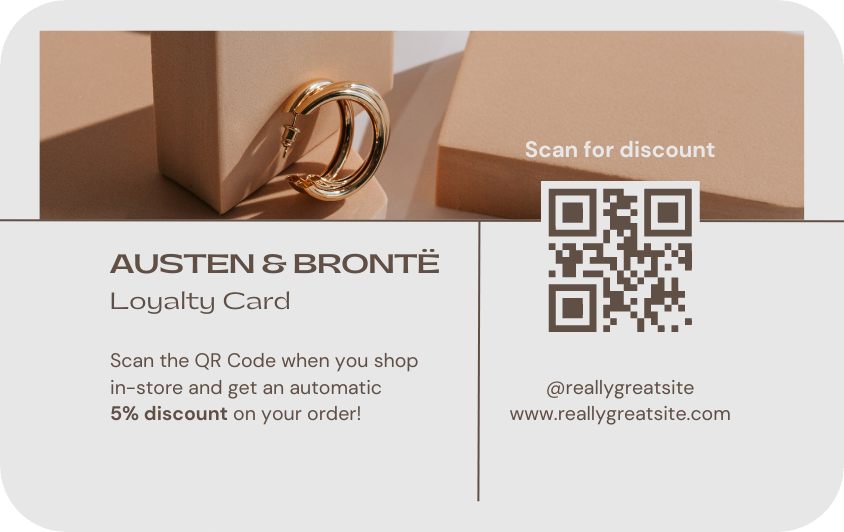 Scan for discount
AUSTEN & BRONTË
Loyalty Card
Scan the QR Code when you shop
in-store and get an automatic
5% discount on your order!
@reallygreatsite
www.reallygreatsite.com